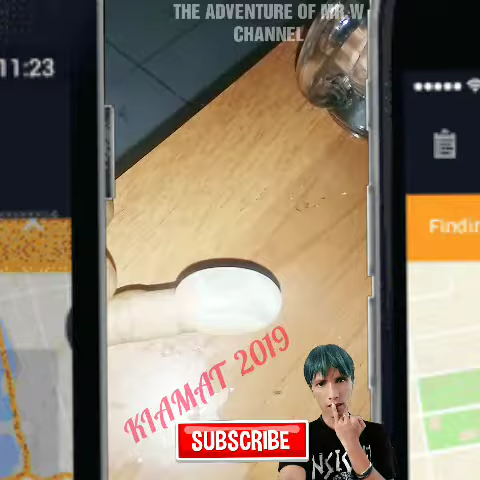 THE ADVENTURE OF MR.W
CHANNEL
11:23
Findin
KIAMAT 2019
SUBSCRIBE